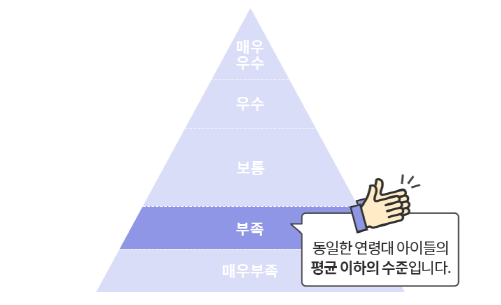 매우
우수
우수
보통
부족
동일한 연령대 아이들의
평균 이하의 수준입니다.
매우부족